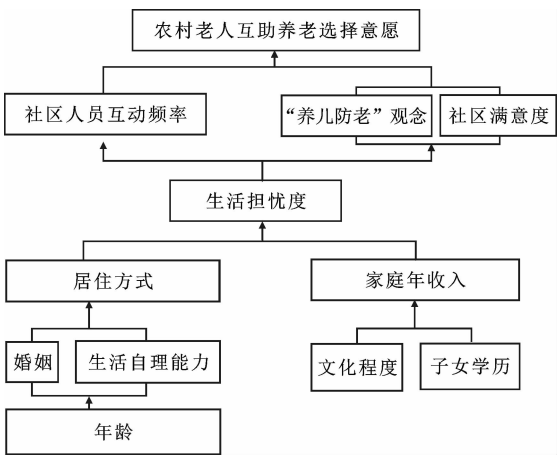 农村老人互助养老选择意愿
社区人员互动频率
“养儿防老”观念
社区满意度
生活担忧度
居住方式
家庭年收入
婚姻
生活自理能力
文化程度
子女学历
年龄